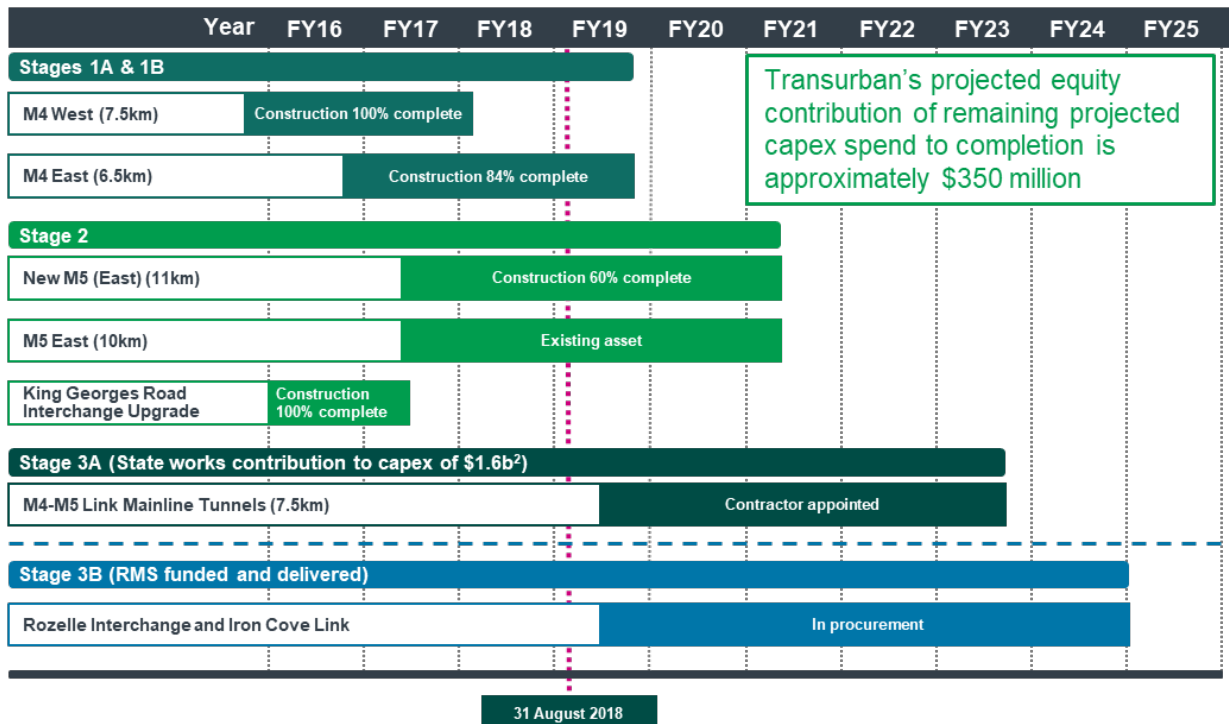 Year FY16 FY17 FY18 FY19 FY20 FY21 FY22 FY23 FY24 FY25
Stages 1A & 1B
Transurban's projected equity
contribution of remaining projected
capex spend to completion is
approximately $350 million
M4 West (7.5km) Construction 100% complete
M4 East (6.5km) Construction 84% complete
Stage 2
New M5 (East) (11km) Construction 60% complete
M5 East (10km) Existing asset
King Georges Road
Interchange Upgrade
Construction
100% complete
Stage 3A (State works contribution to capex of $1.6b²)
M4-M5 Link Mainline Tunnels (7.5km) Contractor appointed
Stage 3B (RMS funded and delivered)
Rozelle Interchange and Iron Cove Link In procurement
31 August 2018